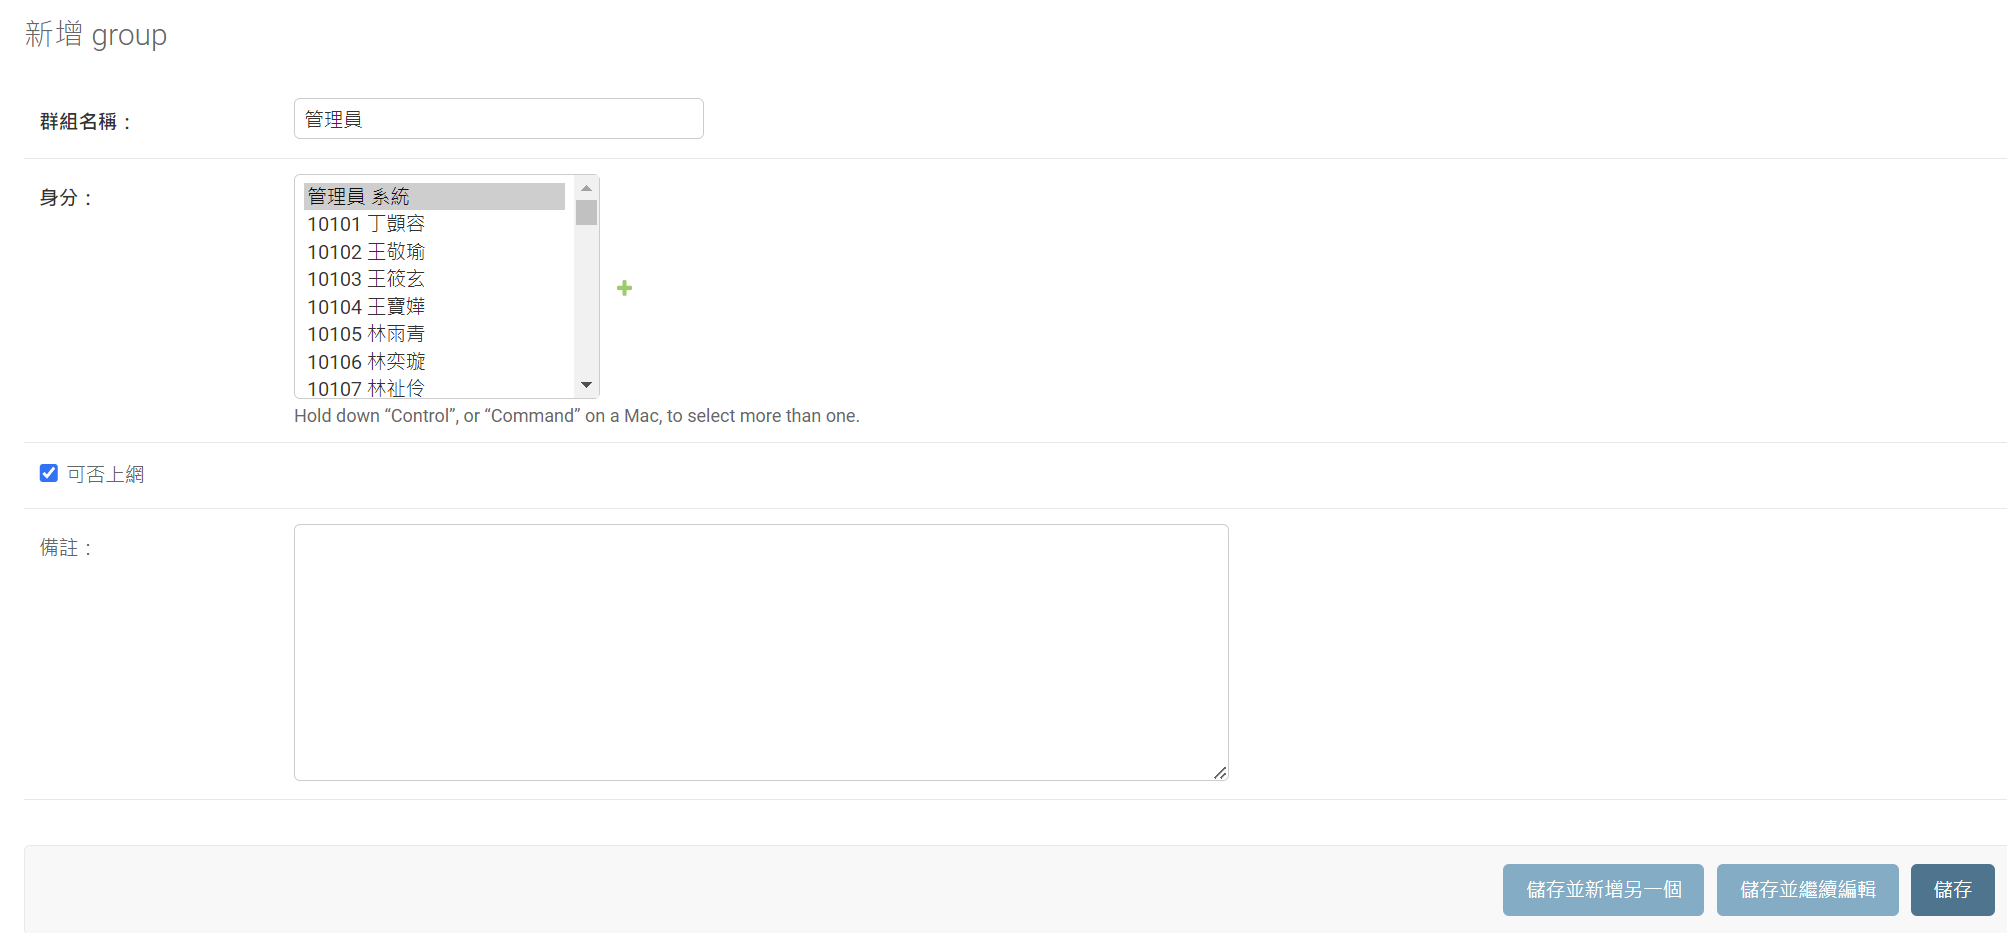 新增 group
群組名稱：
管理員
身分：
管理員 系統
10101 丁顗容
10102 王敬瑜
10103 王筱玄
10104 王寶嬅
10105 林雨青
10106 林奕璇
10107 林祉伶
Hold down “Control”, or “Command” on a Mac, to select more than one.
可否上網
備註：
儲存並新增另一個
儲存並繼續編輯
儲存